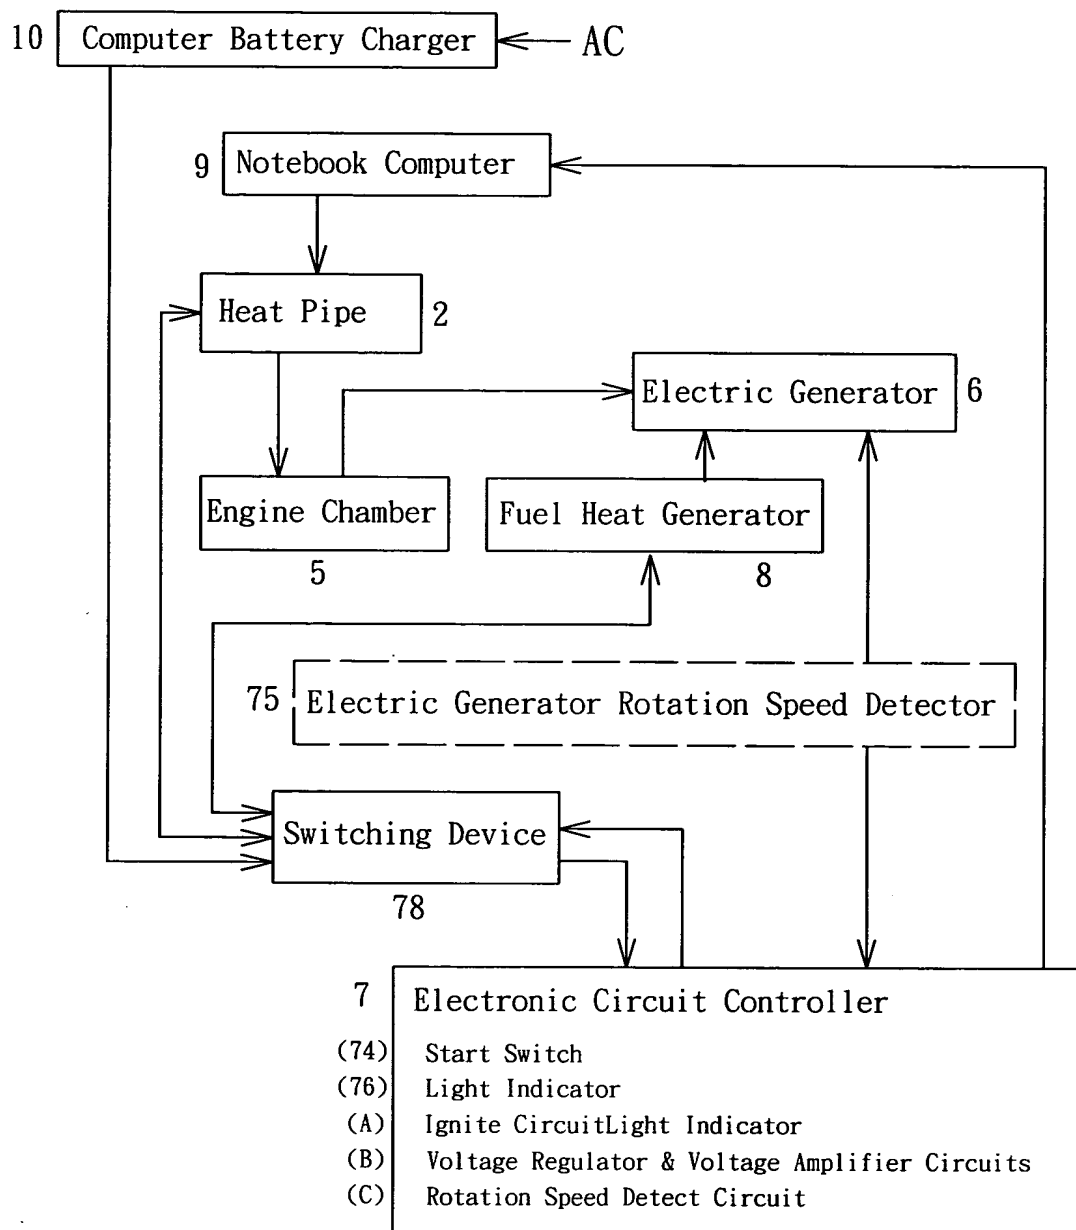 10 Computer Battery Charger AC
9 Notebook Computer
Heat Pipe 2
Electric Generator 6
Engine Chamber
5
Fuel Heat Generator
8
75 Electric Generator Rotation Speed Detector
Switching Device
78
7 Electronic Circuit Controller
(74) Start Switch
(76) Light Indicator
(A) Ignite CircuitLight Indicator
(B) Voltage Regulator & Voltage Amplifier Circuits
(C) Rotation Speed Detect Circuit